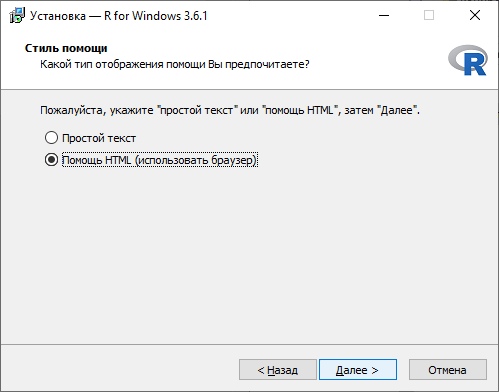 Установка — R for Windows 3.6.1
Стиль помощи
Какой тип отображения помощи Вы предпочитаете?
R
Пожалуйста, укажите "простой текст" или "помощь HTML", затем "Далее".
Простой текст
Помощь HTML (использовать браузер)
< Назад Далее > Отмена